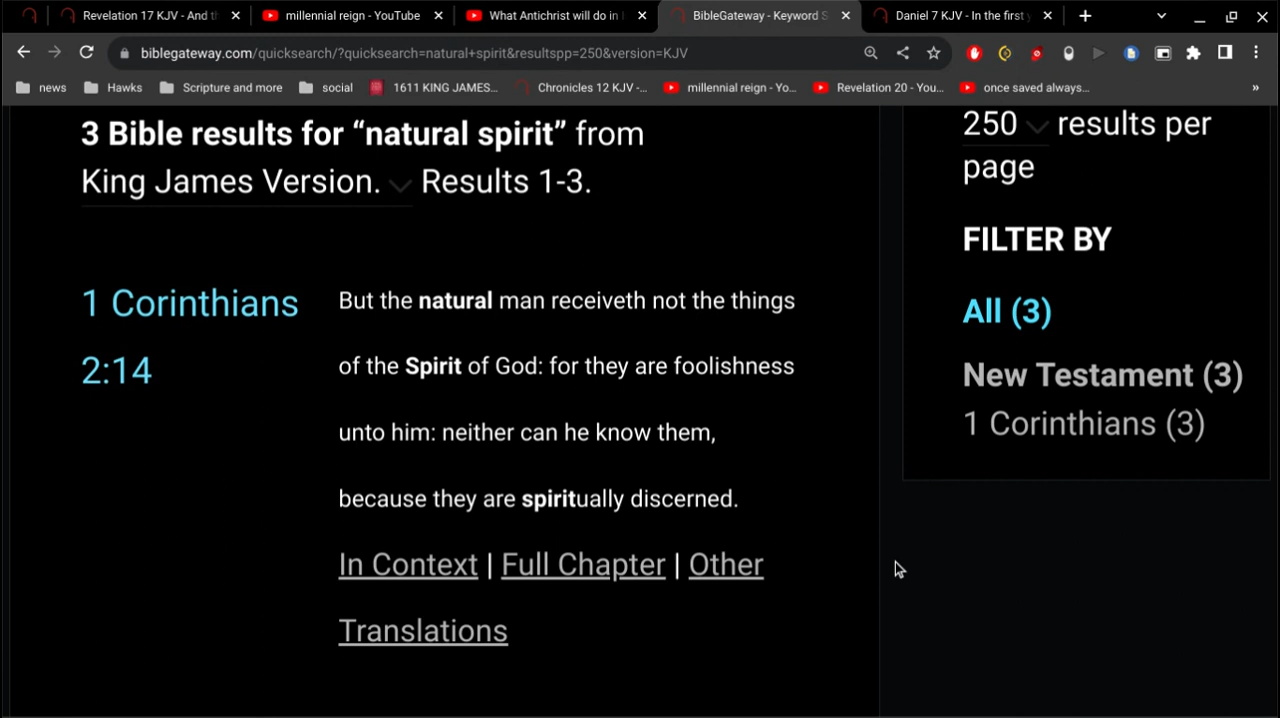 Revelation 17 KJV - And th
millennial reign - YouTube
What Antichrist will do in
BibleGateway - Keyword S
Daniel 7 KJV - In the first y
biblegateway.com/quicksearch/?quicksearch=natural+spirit&resultspp=250&version=KJV
news
Hawks
Scripture and more
social
1611 KING JAMES...
Chronicles 12 KJV -...
millennial reign - Yo...
Revelation 20 - You...
once saved always...
»
3 Bible results for “natural spirit” from
King James Version. Results 1-3.
1 Corinthians
2:14
But the natural man receiveth not the things
of the Spirit of God: for they are foolishness
unto him: neither can he know them,
because they are spiritually discerned.
In Context | Full Chapter | Other
Translations
250 results per
page
FILTER BY
All (3)
New Testament (3)
1 Corinthians (3)